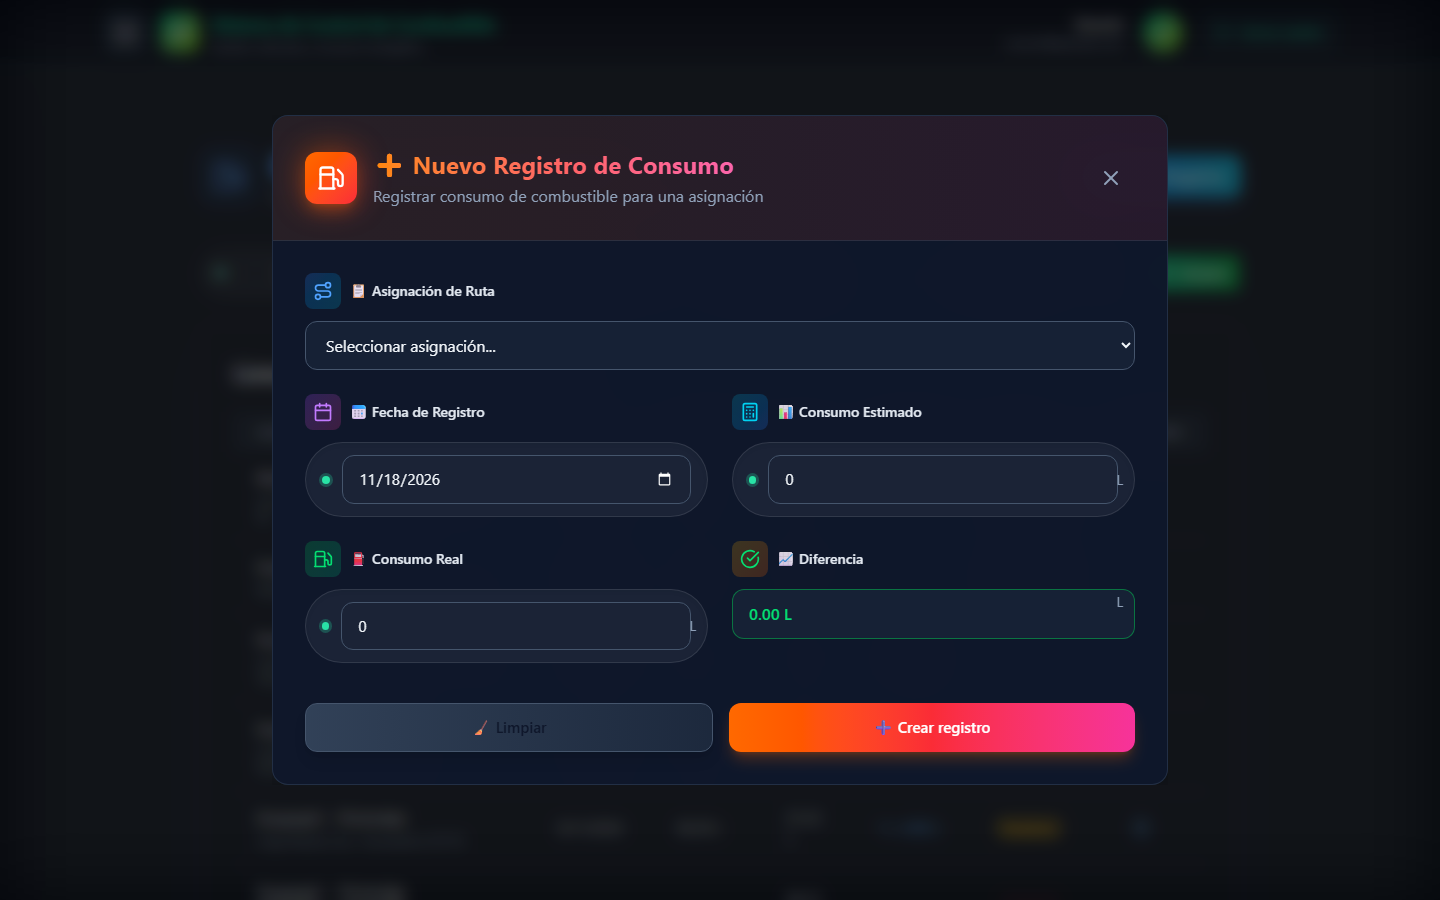 Nuevo Registro de Consumo
Registrar consumo de combustible para una asignación
Asignación de Ruta
Seleccionar asignación...
Fecha de Registro
Consumo Estimado
11/18/2026
0
L
Consumo Real
Diferencia
0
L
0.00 L
L
Limpiar
Crear registro